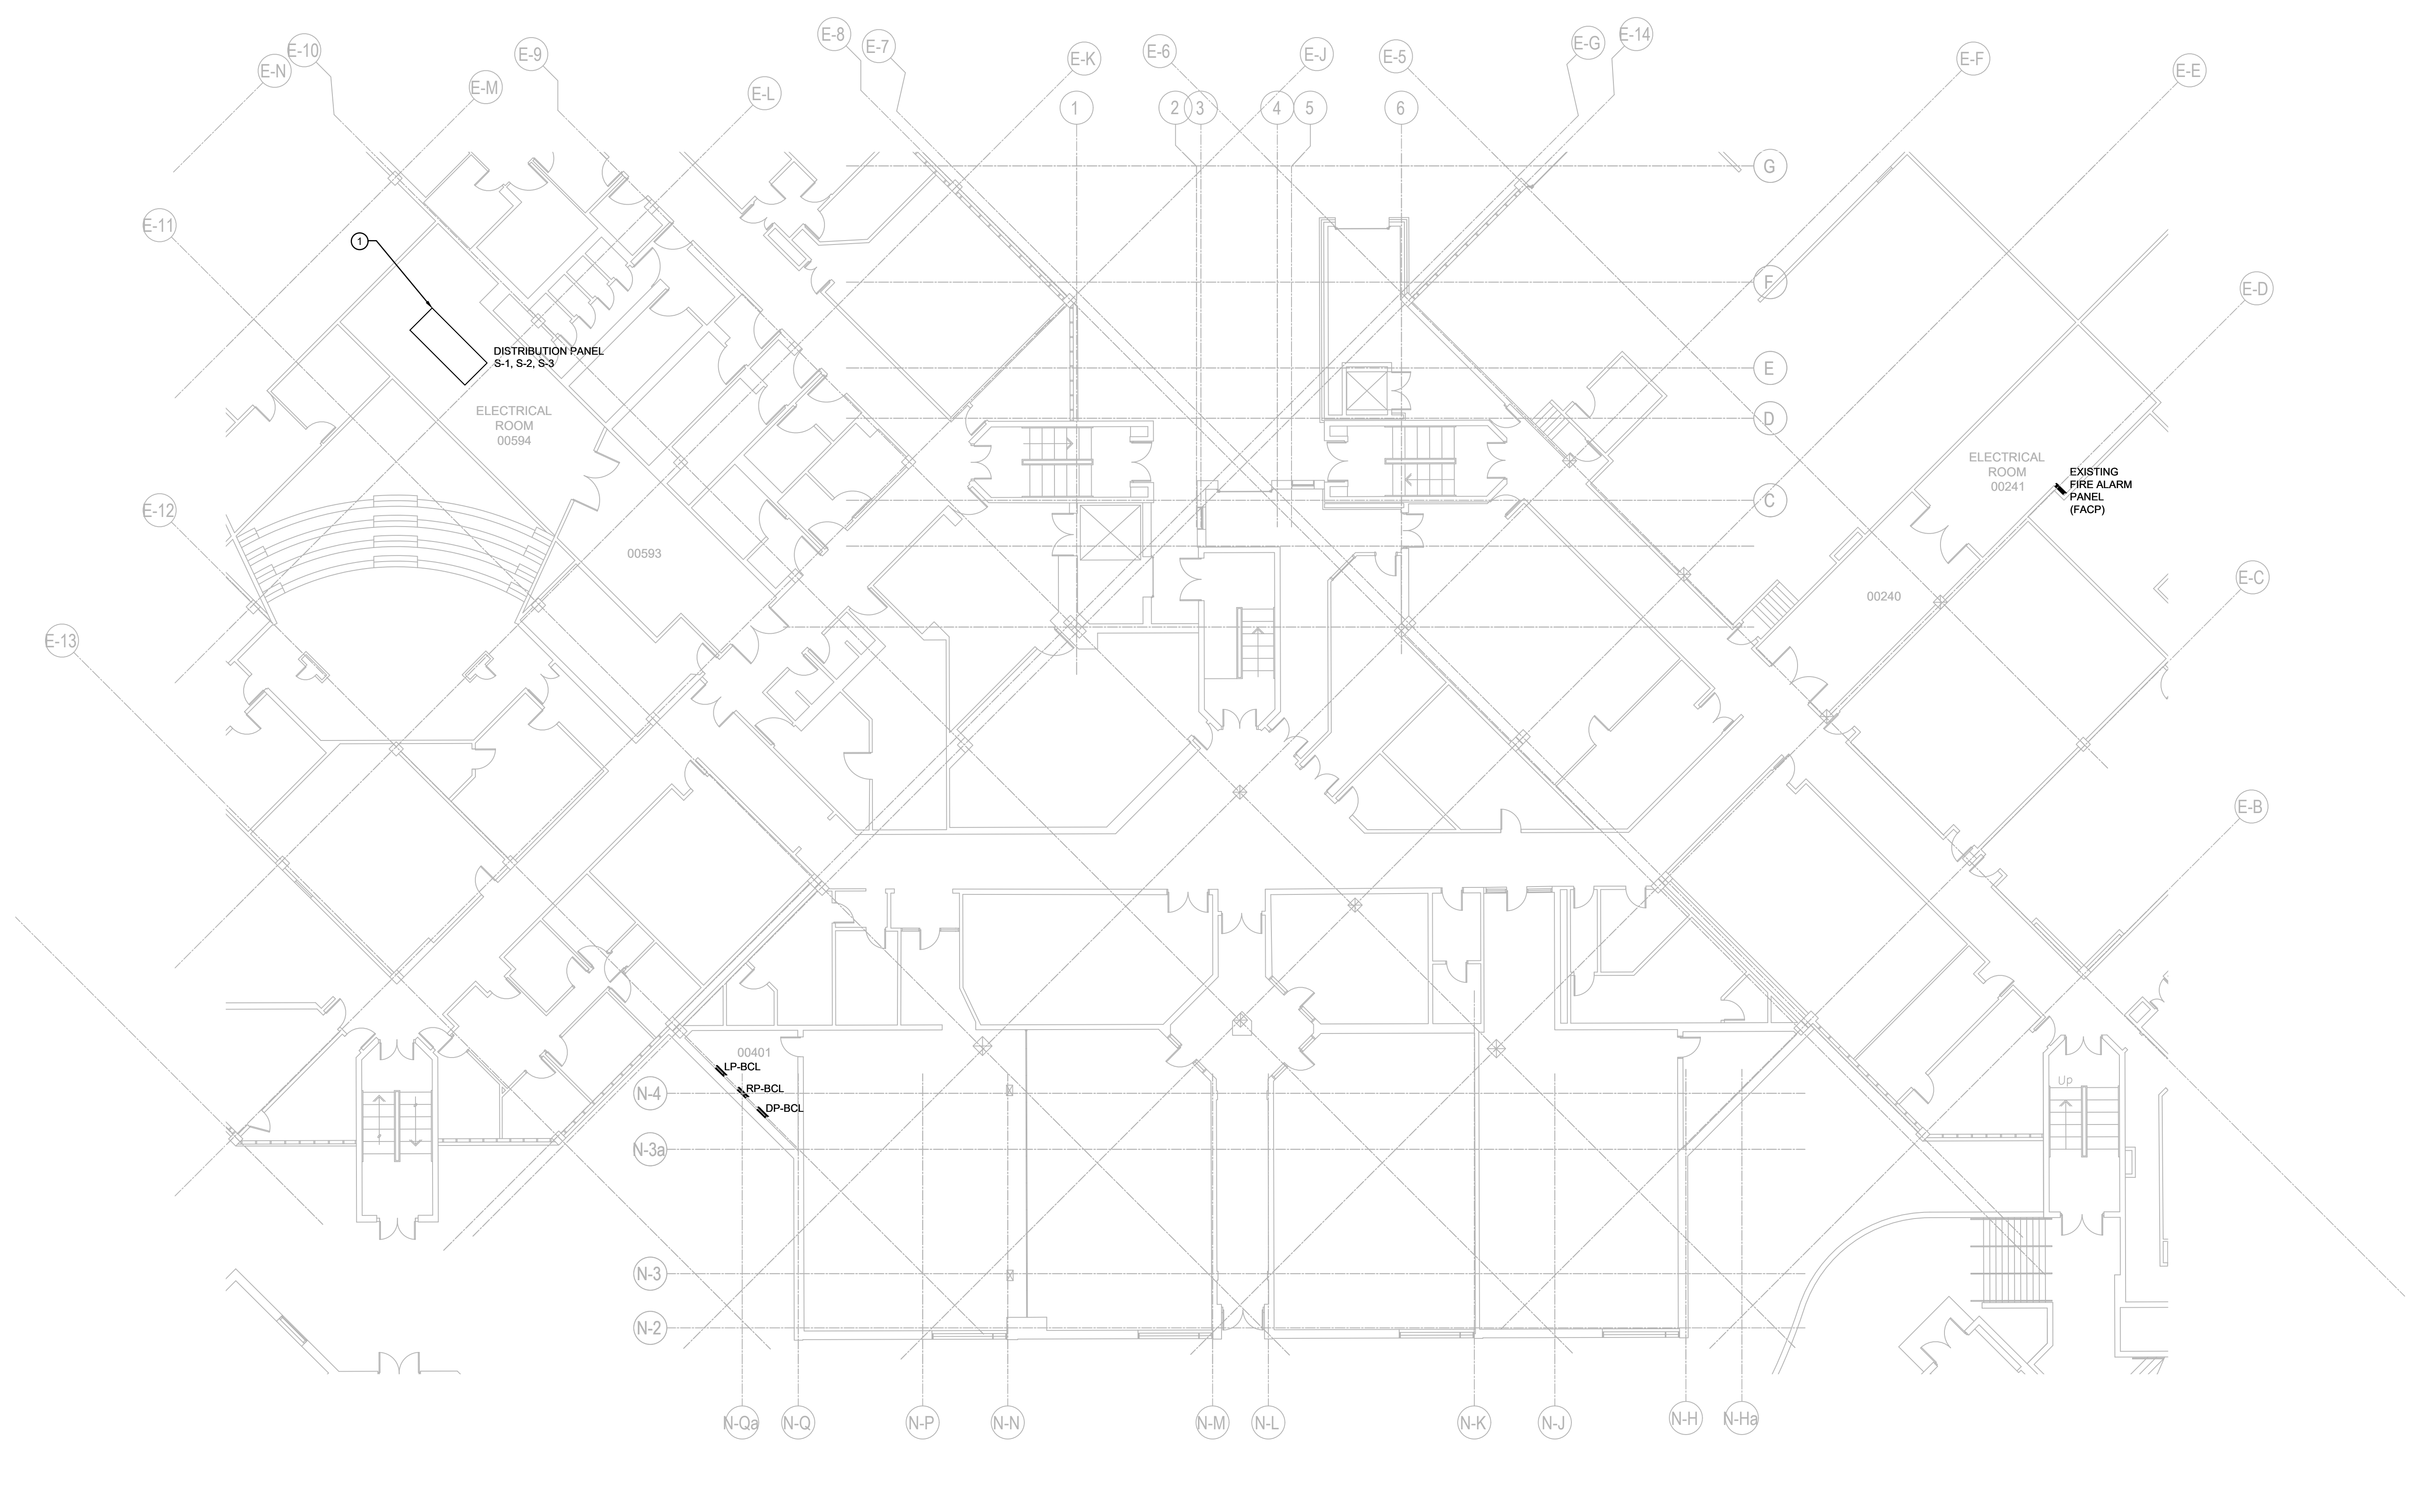 E-10
E-N
E-M
E-9
E-L
E-8
E-7
E-K
E-6
E-J
E-5
E-G
E-14
E-F
E-E
1
2
3
4
5
6
G
E-11
1
F
E-D
DISTRIBUTION PANEL
S-1, S-2, S-3
E
ELECTRICAL
ROOM
00594
D
ELECTRICAL
ROOM
00241
EXISTING
FIRE ALARM
PANEL
(FACP)
E-12
C
00593
E-C
00240
E-13
E-B
00401
LP-BCL
RP-BCL
DP-BCL
Up
N-4
N-3a
N-3
N-2
N-Qa
N-Q
N-P
N-N
N-M
N-L
N-K
N-J
N-H
N-Ha